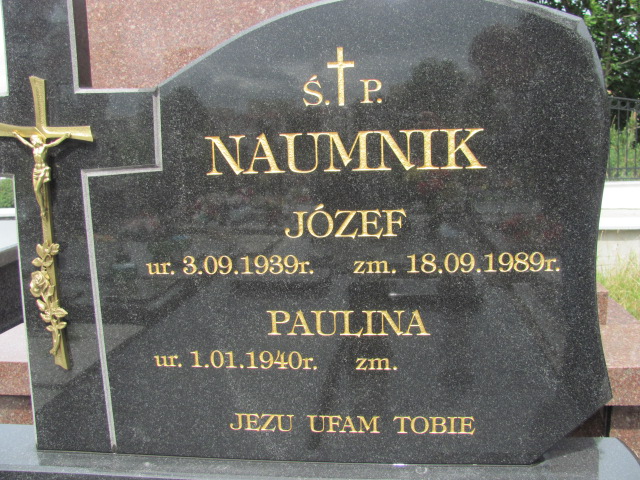 Ś. P.
NAUMNIK
JÓZEF
ur. 3.09.1939r. zm. 18.09.1989r.
PAULINA
ur. 1.01.1940r. zm.
JEZU UFAM TOBIE